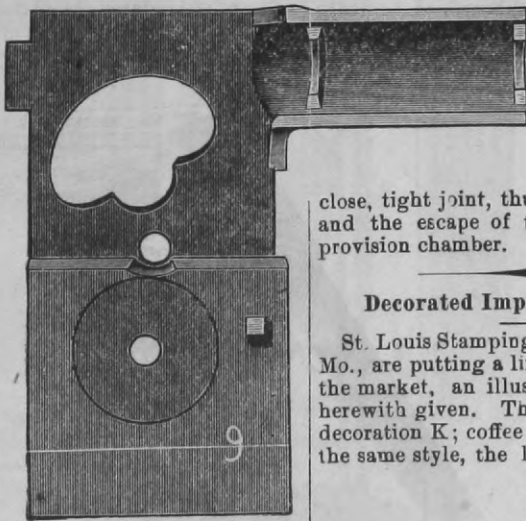 close, tight joint, thu
and the escape of
provision chamber.
Decorated Imp
St. Louis Stamping
Mo., are putting a li
the market, an illus
herewith given. Th
decoration K; coffee
the same style, the l
9